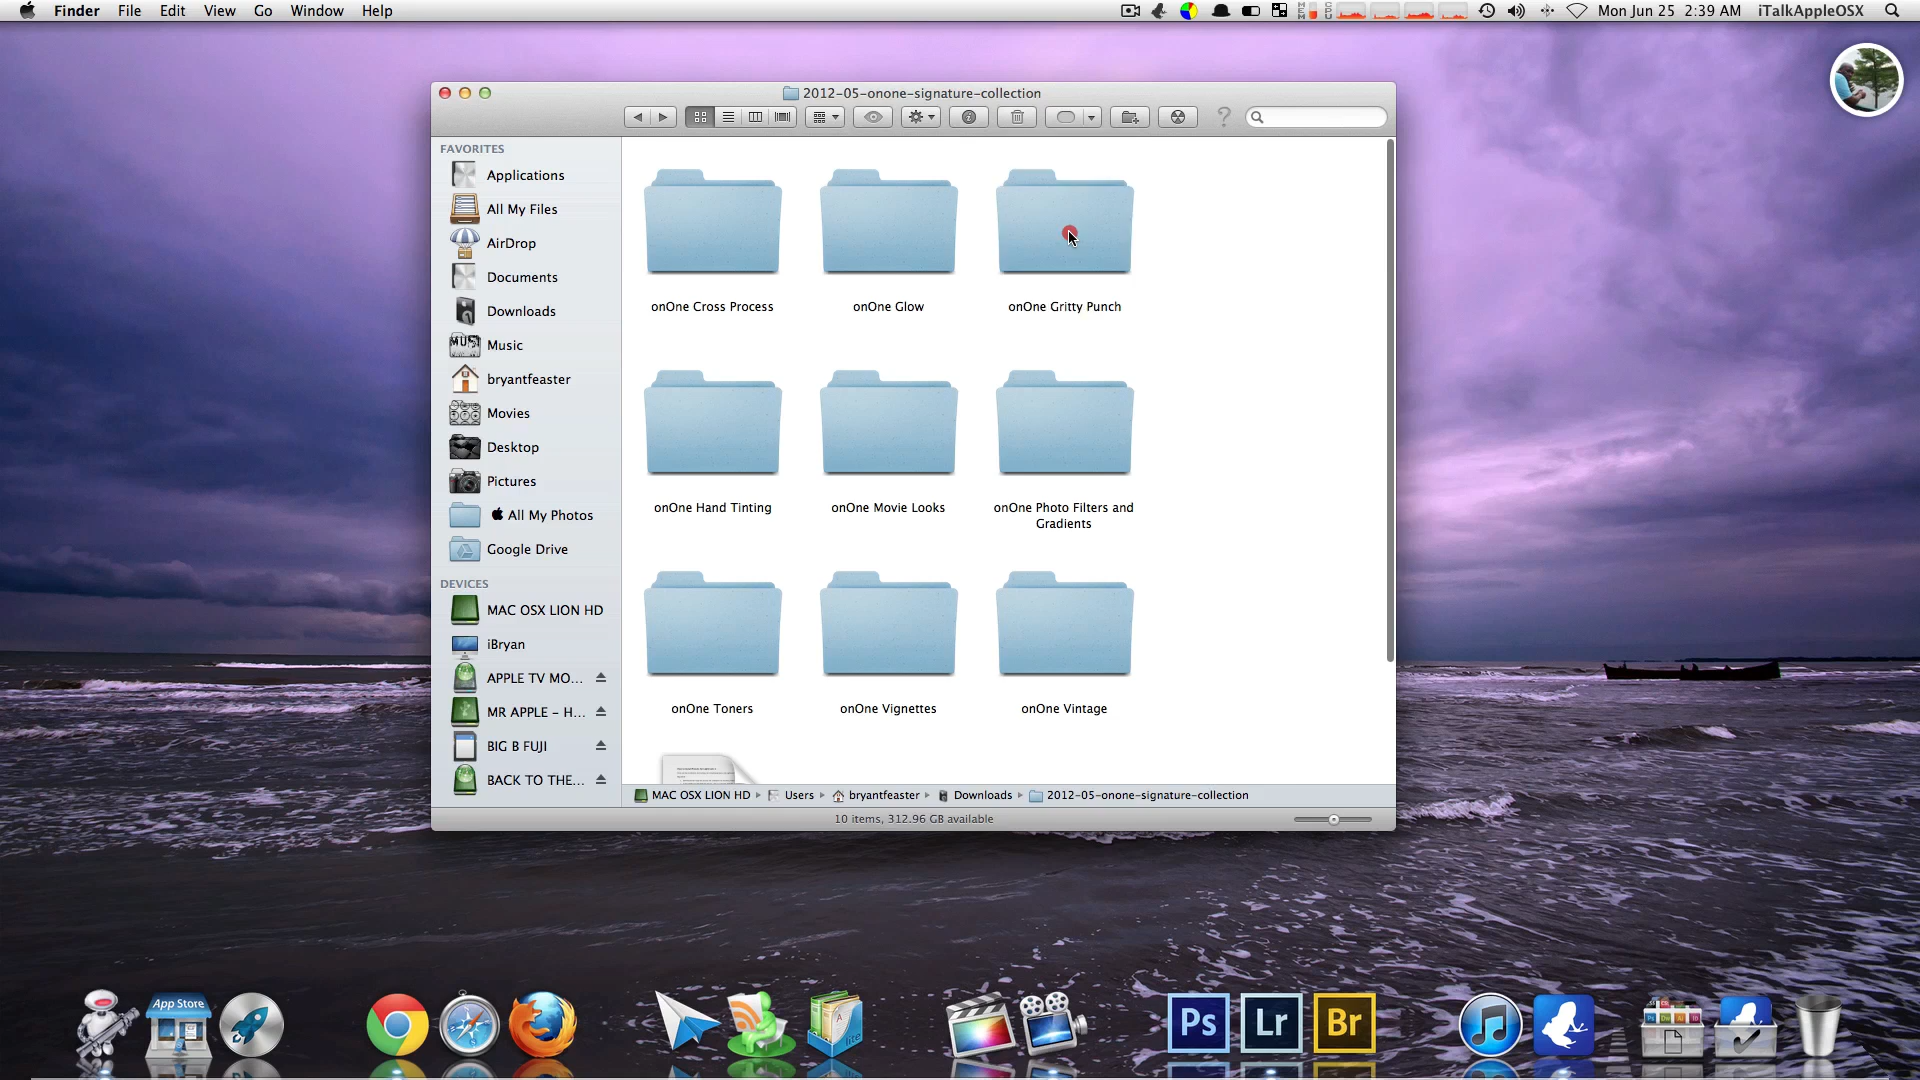 Finder File Edit View Go Window Help
Mon Jun 25 2:39 AM iTalkAppleOSX
2012-05-onone-signature-collection
FAVORITES
Applications
All My Files
AirDrop
Documents
Downloads
Music
bryantfeaster
Movies
Desktop
Pictures
All My Photos
Google Drive
DEVICES
MAC OSX LION HD
iBryan
APPLE TV MO...
MR APPLE - H...
BIG B FUJI
BACK TO THE...
onOne Cross Process
onOne Glow
onOne Gritty Punch
onOne Hand Tinting
onOne Movie Looks
onOne Photo Filters and
Gradients
onOne Toners
onOne Vignettes
onOne Vintage
MAC OSX LION HD Users bryantfeaster Downloads 2012-05-onone-signature-collection
10 items, 312.96 GB available
App Store
lite
Ps
Lr
Br